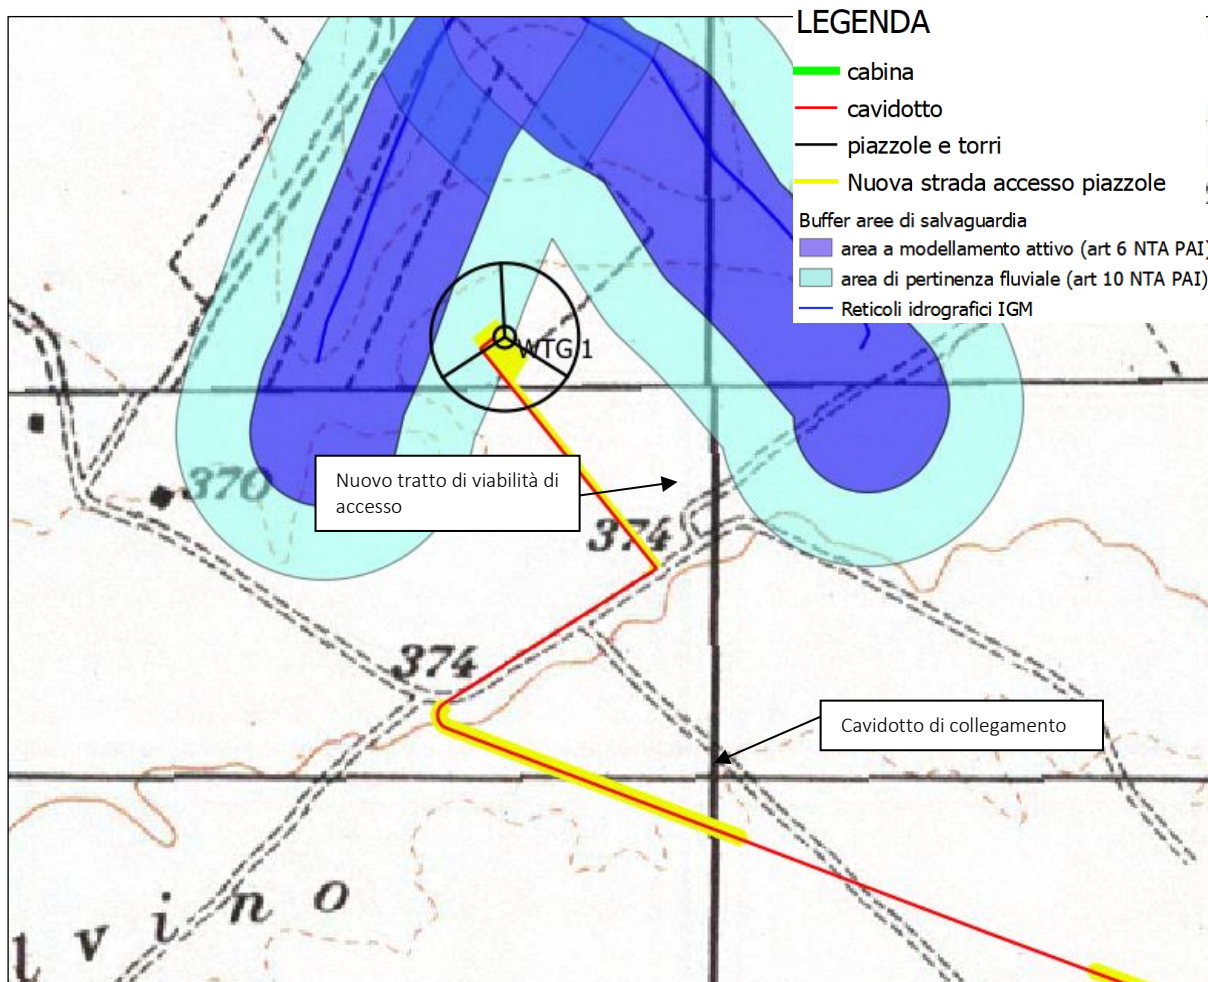 LEGENDA
cabina
cavidotto
piazzole e torri
Nuova strada accesso piazzole
Buffer aree di salvaguardia
area a modellamento attivo (art 6 NTA PAI)
area di pertinenza fluviale (art 10 NTA PAI)
Reticoli idrografici IGM
WTG 1
370
Nuovo tratto di viabilità di
accesso
374
374
Cavidotto di collegamento
lvino